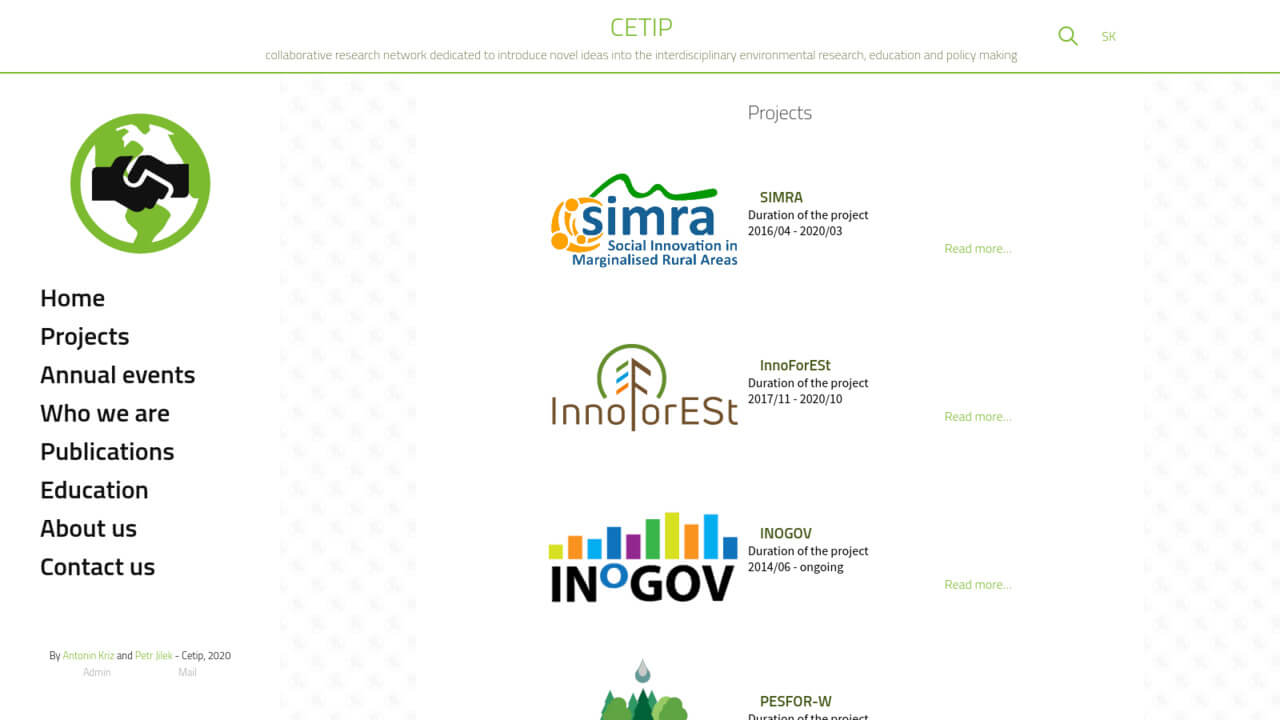 CETIP
collaborative research network dedicated to introduce novel ideas into the interdisciplinary environmental research, education and policy making
SK
Home
Projects
Annual events
Who we are
Publications
Education
About us
Contact us
By Antonin Kriz and Petr Jilek - Cetip, 2020
Admin
Mail
Projects
simra
Social Innovation in
Marginalised Rural Areas
SIMRA
Duration of the project
2016/04 - 2020/03
Read more...
InnoForESt
InnoForESt
Duration of the project
2017/11 - 2020/10
Read more...
INOGOV
INOGOV
Duration of the project
2014/06 - ongoing
Read more...
PESFOR-W
Duration of the project